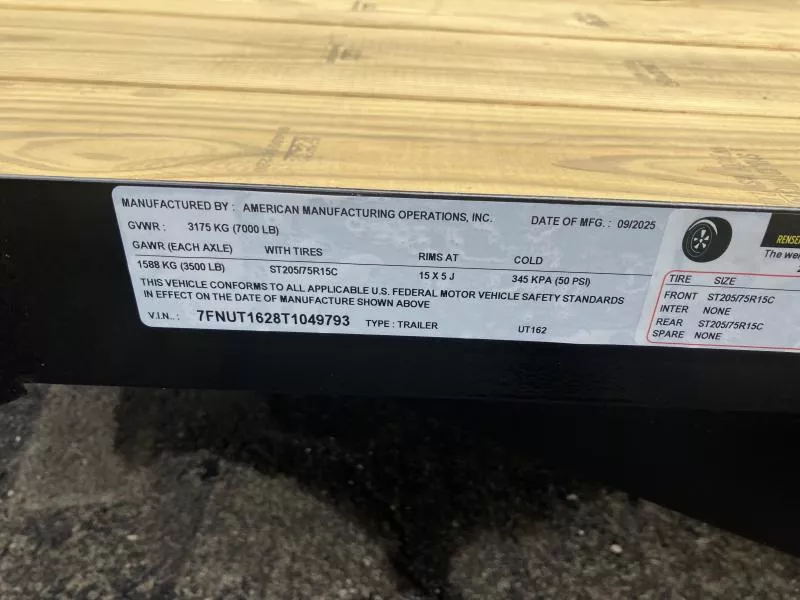 MANUFACTURED BY : AMERICAN MANUFACTURING OPERATIONS, INC. DATE OF MFG. : 09/2025
GVWR : 3175 KG (7000 LB)
GAWR (EACH AXLE) WITH TIRES RIMS AT COLD
1588 KG (3500 LB) ST205/75R15C 15 X 5 J 345 KPA (50 PSI)
THIS VEHICLE CONFORMS TO ALL APPLICABLE U.S. FEDERAL MOTOR VEHICLE SAFETY STANDARDS
IN EFFECT ON THE DATE OF MANUFACTURE SHOWN ABOVE
V.I.N.. : 7FNUT1628T1049793 TYPE : TRAILER UT162
The
TIRE SIZE
FRONT ST205/75R15C
INTER NONE
REAR ST205/75R15C
SPARE NONE